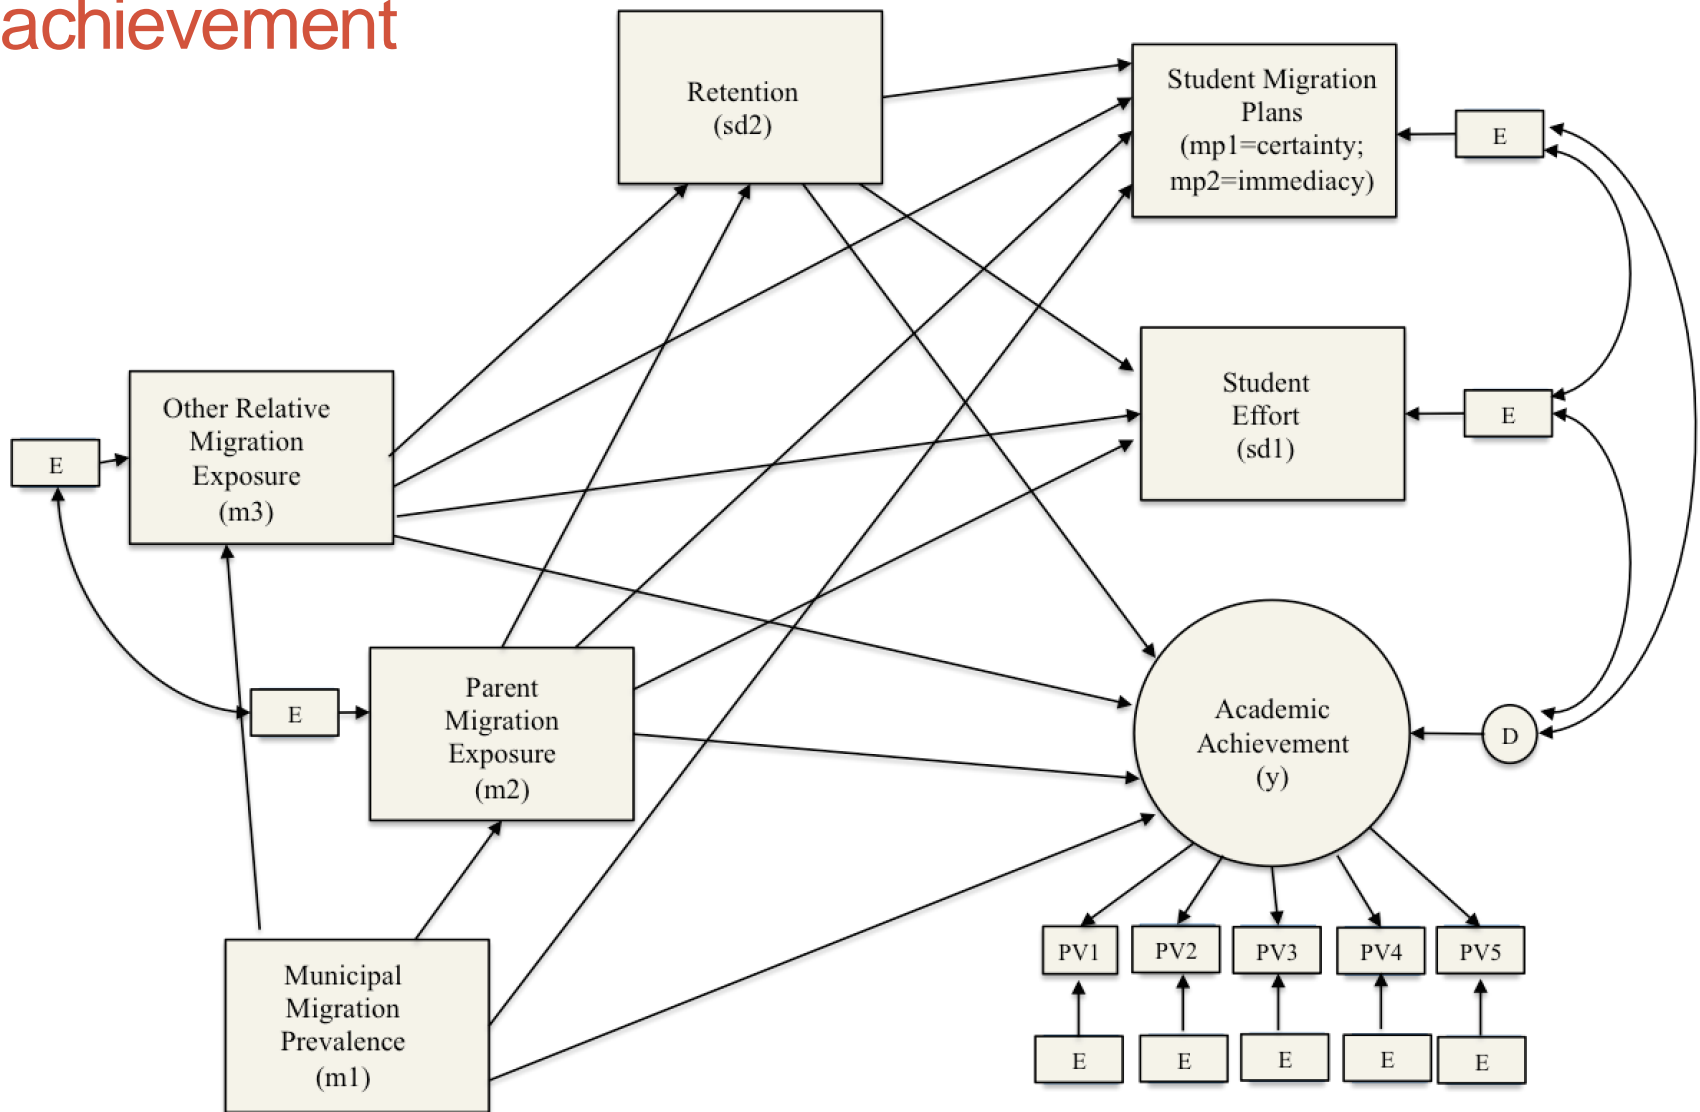 achievement
Retention
(sd2)
Student Migration
Plans
(mp1=certainty;
mp2=immediacy)
E
Other Relative
Migration
Exposure
(m3)
E
Student
Effort
(sd1)
E
Parent
Migration
Exposure
(m2)
E
Academic
Achievement
(y)
D
Municipal
Migration
Prevalence
(m1)
PV1
PV2
PV3
PV4
PV5
E
E
E
E
E